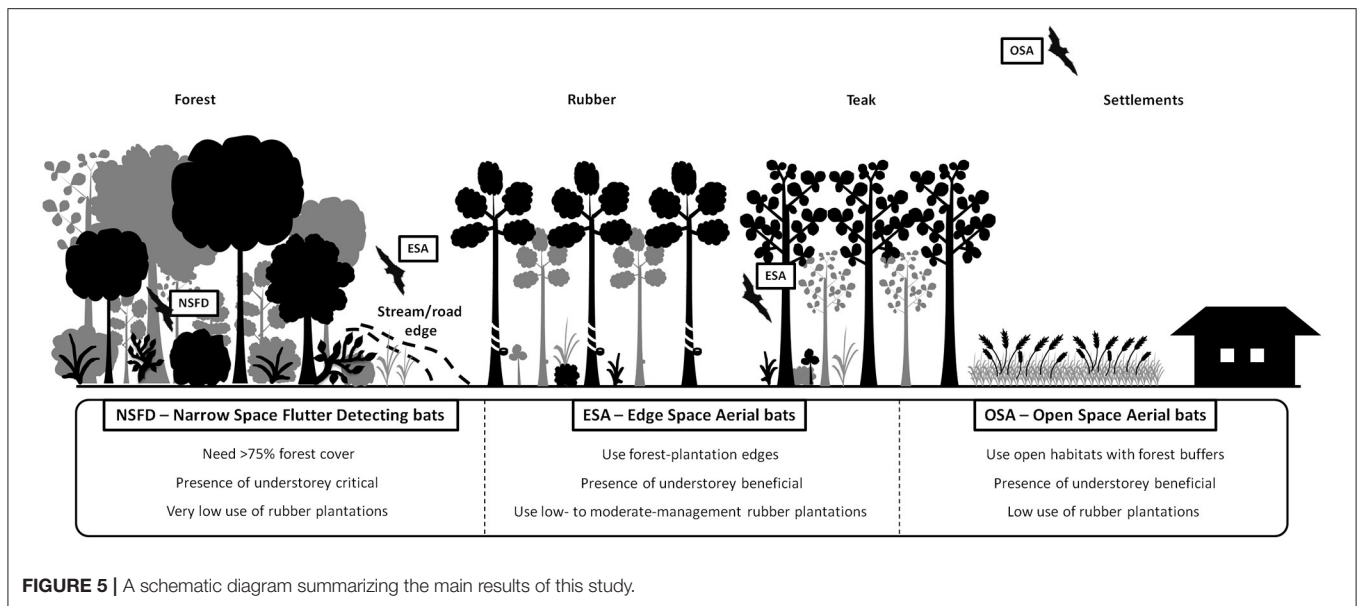 OSA
Forest
Rubber
Teak
Settlements
ESA
NSFD
Stream/road
edge
ESA
NSFD – Narrow Space Flutter Detecting bats
Need >75% forest cover
Presence of understorey critical
Very low use of rubber plantations
ESA – Edge Space Aerial bats
Use forest-plantation edges
Presence of understorey beneficial
Use low- to moderate-management rubber plantations
OSA – Open Space Aerial bats
Use open habitats with forest buffers
Presence of understorey beneficial
Low use of rubber plantations
FIGURE 5 | A schematic diagram summarizing the main results of this study.